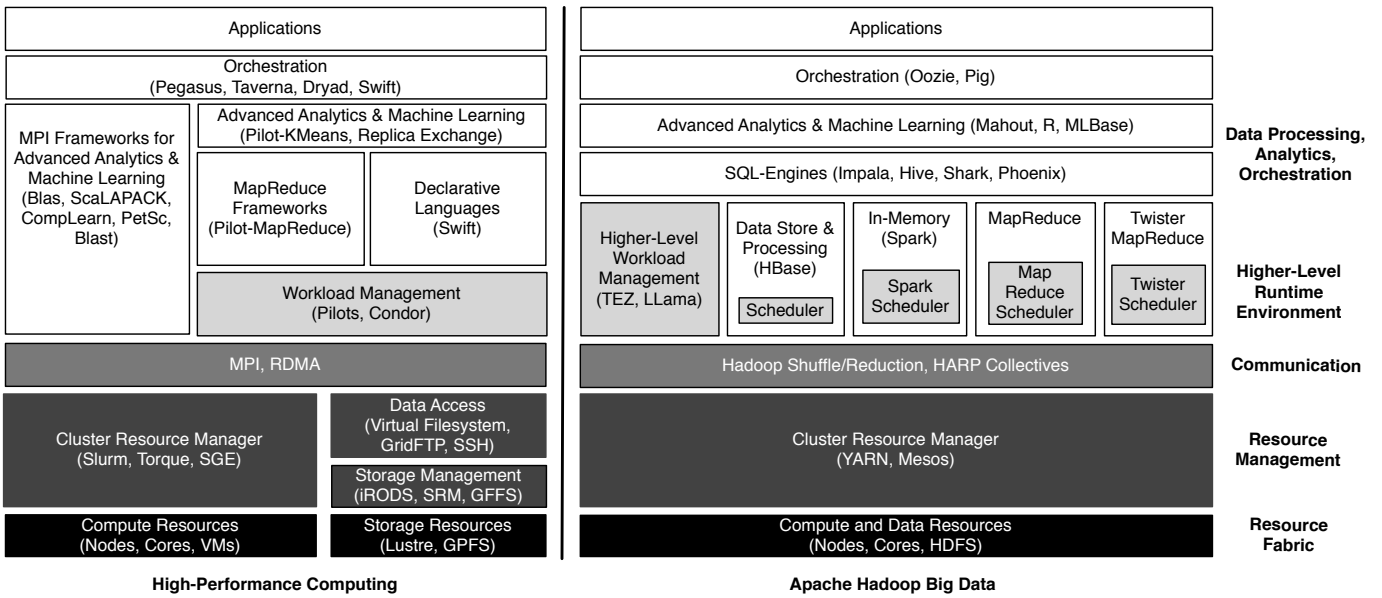 Applications
Orchestration
(Pegasus, Taverna, Dryad, Swift)
MPI Frameworks for
Advanced Analytics &
Machine Learning
(Blas, ScaLAPACK,
CompLearn, PetSc,
Blast)
Advanced Analytics & Machine Learning
(Pilot-KMeans, Replica Exchange)
MapReduce
Frameworks
(Pilot-MapReduce)
Declarative
Languages
(Swift)
Workload Management
(Pilots, Condor)
MPI, RDMA
Cluster Resource Manager
(Slurm, Torque, SGE)
Data Access
(Virtual Filesystem,
GridFTP, SSH)
Storage Management
(iRODS, SRM, GFFS)
Compute Resources
(Nodes, Cores, VMs)
Storage Resources
(Lustre, GPFS)
High-Performance Computing
Applications
Orchestration (Oozie, Pig)
Advanced Analytics & Machine Learning (Mahout, R, MLBase)
SQL-Engines (Impala, Hive, Shark, Phoenix)
Higher-Level
Workload
Management
(TEZ, LLama)
Data Store &
Processing
(HBase)
Scheduler
In-Memory
(Spark)
Spark
Scheduler
MapReduce
Map
Reduce
Scheduler
Twister
MapReduce
Twister
Scheduler
Hadoop Shuffle/Reduction, HARP Collectives
Cluster Resource Manager
(YARN, Mesos)
Compute and Data Resources
(Nodes, Cores, HDFS)
Apache Hadoop Big Data
Data Processing,
Analytics,
Orchestration
Higher-Level
Runtime
Environment
Communication
Resource
Management
Resource
Fabric